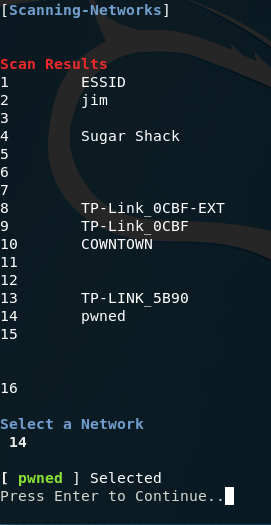 [Scanning-Networks]
Scan Results
1 ESSID
2 jim
3
4 Sugar Shack
5
6
7
8 TP-Link_0CBF-EXT
9 TP-Link_0CBF
10 COWNTOWN
11
12
13 TP-LINK_5B90
14 pwned
15
16
Select a Network
14
[ pwned ] Selected
Press Enter to Continue..